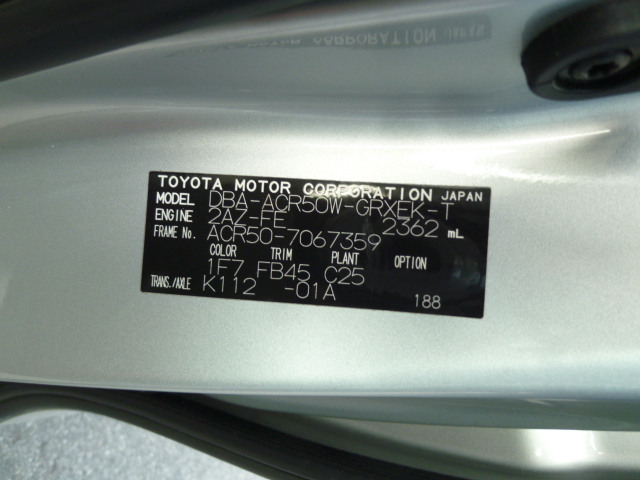 TOYOTA MOTOR CORPORATION JAPAN
MODEL DBA-ACR50W-GRXEK-T
ENGINE 2AZ-FE 2362 mL
FRAME NO. ACR50-7067359
COLOR TRIM PLANT OPTION
1F7 FB45 C25
TRANS./AXLE K112 -01A 188